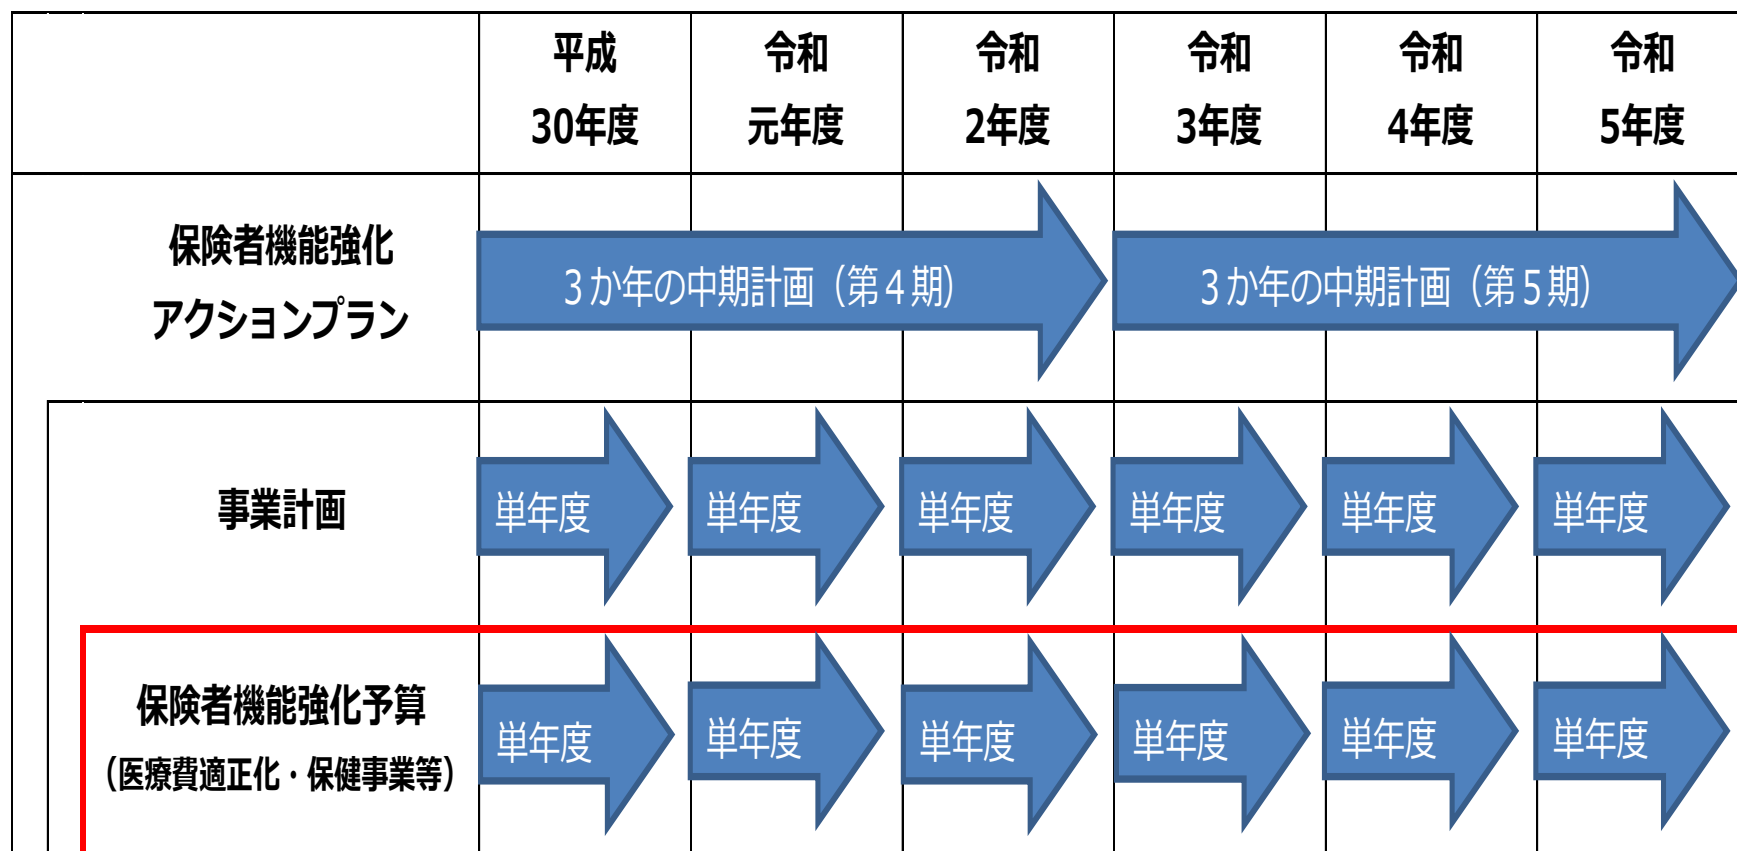 平成 令和 令和 令和 令和 令和
30年度 元年度 2年度 3年度 4年度 5年度
保険者機能強化
アクションプラン
３か年の中期計画（第４期） ３か年の中期計画（第５期）
事業計画
単年度 単年度 単年度 単年度 単年度 単年度
保険者機能強化予算
（医療費適正化・保健事業等）
単年度 単年度 単年度 単年度 単年度 単年度